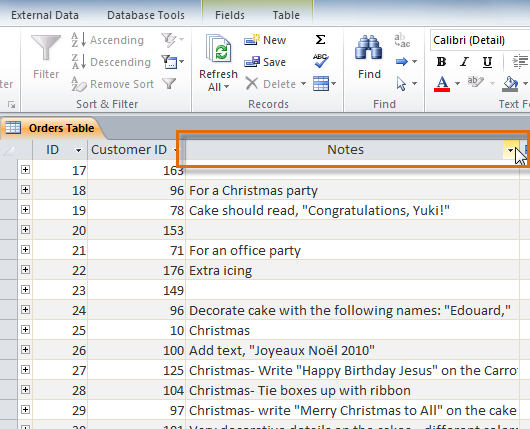 External Data Database Tools Fields Table
Filter Ascending Descending Remove Sort
Sort & Filter
Refresh All New Save Delete Σ ABC
Records
Find ab ac
Find
Calibri (Detail)
B I U
A ab A
Text Fo
Orders Table
ID Customer ID Notes
17 163
18 96 For a Christmas party
19 78 Cake should read, "Congratulations, Yuki!"
20 153
21 71 For an office party
22 176 Extra icing
23 149
24 96 Decorate cake with the following names: "Edouard,"
25 10 Christmas
26 100 Add text, "Joyeaux Noël 2010"
27 125 Christmas- Write "Happy Birthday Jesus" on the Carro
28 104 Christmas- Tie boxes up with ribbon
29 97 Christmas- write "Merry Christmas to All" on the cake